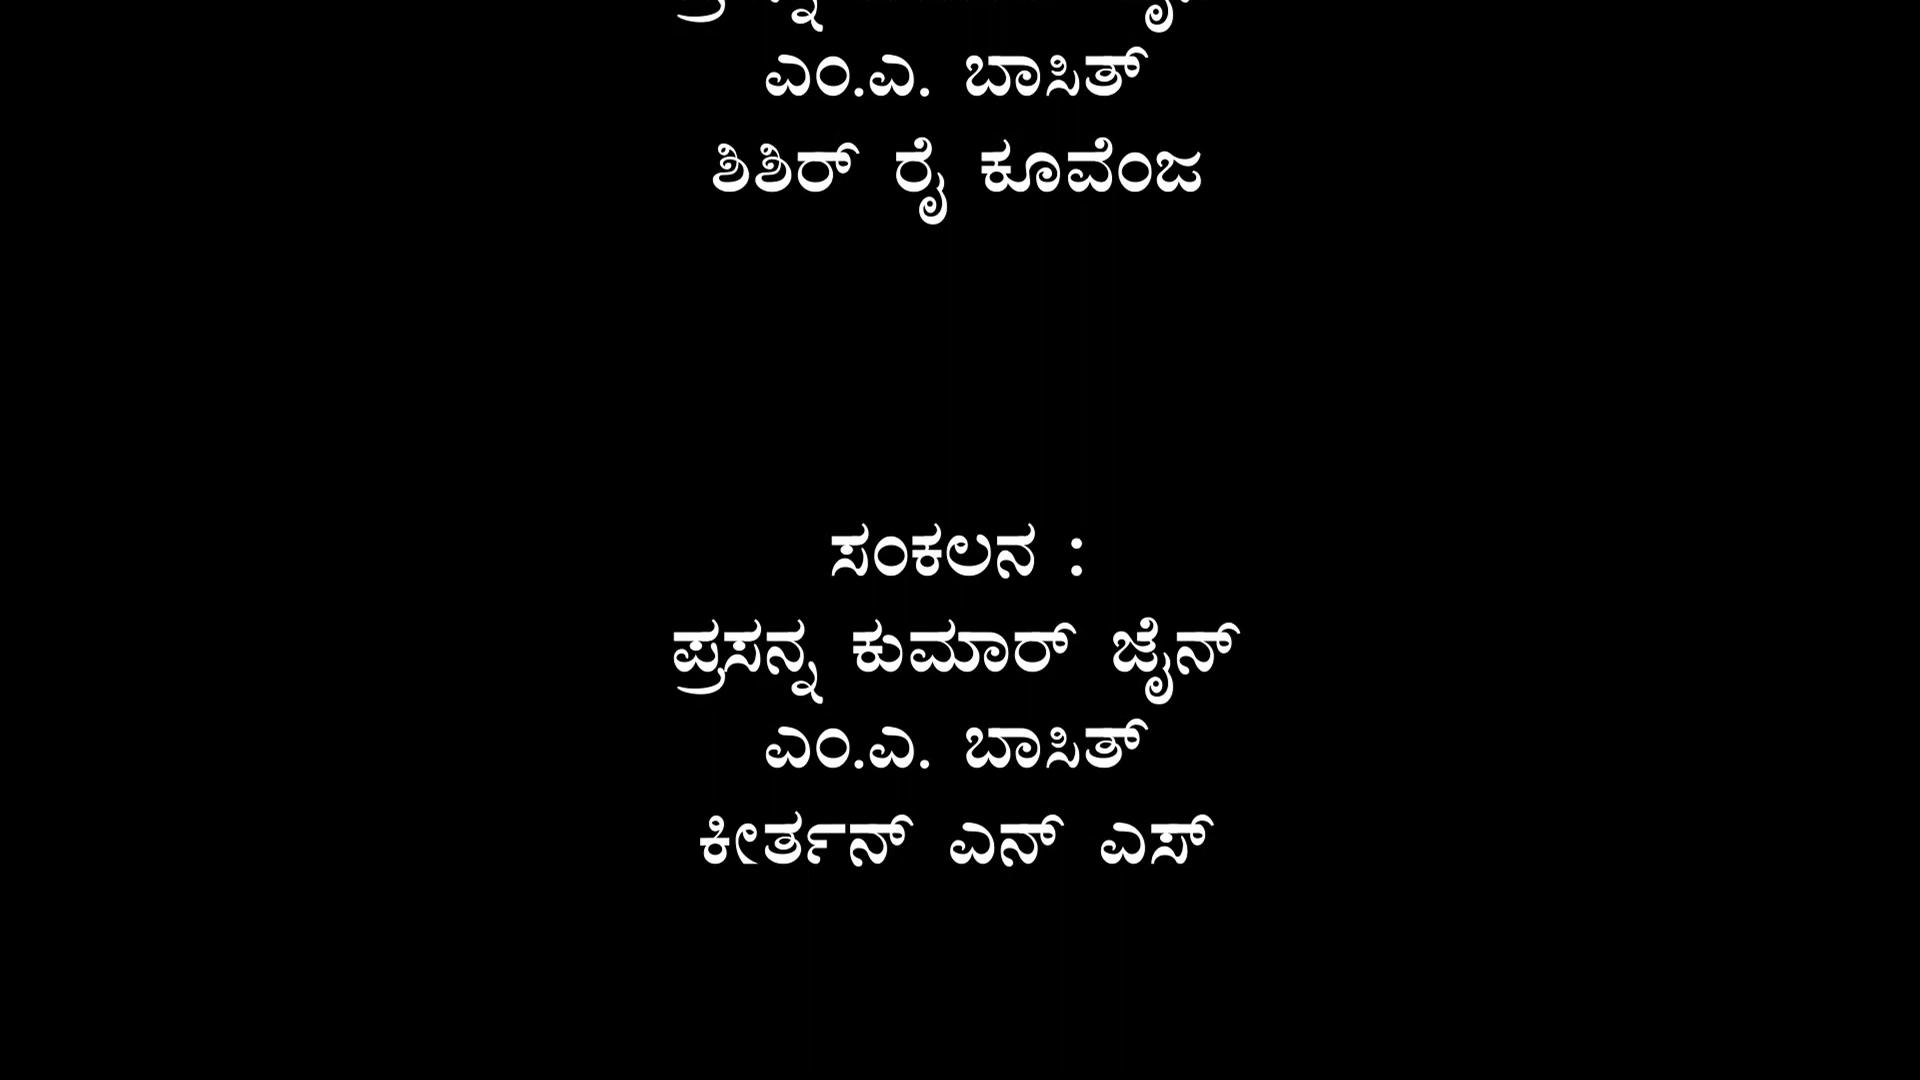 ಎಂ.ಎ. ಬಾಸಿತ್
ಶಿಶಿರ್ ರೈ ಕೂವೆಂಜ
ಸಂಕಲನ :
ಪ್ರಸನ್ನ ಕುಮಾರ್ ಜೈನ್
ಎಂ.ಎ. ಬಾಸಿತ್
ಕೀರ್ತನ್ ಎನ್ ಎಸ್